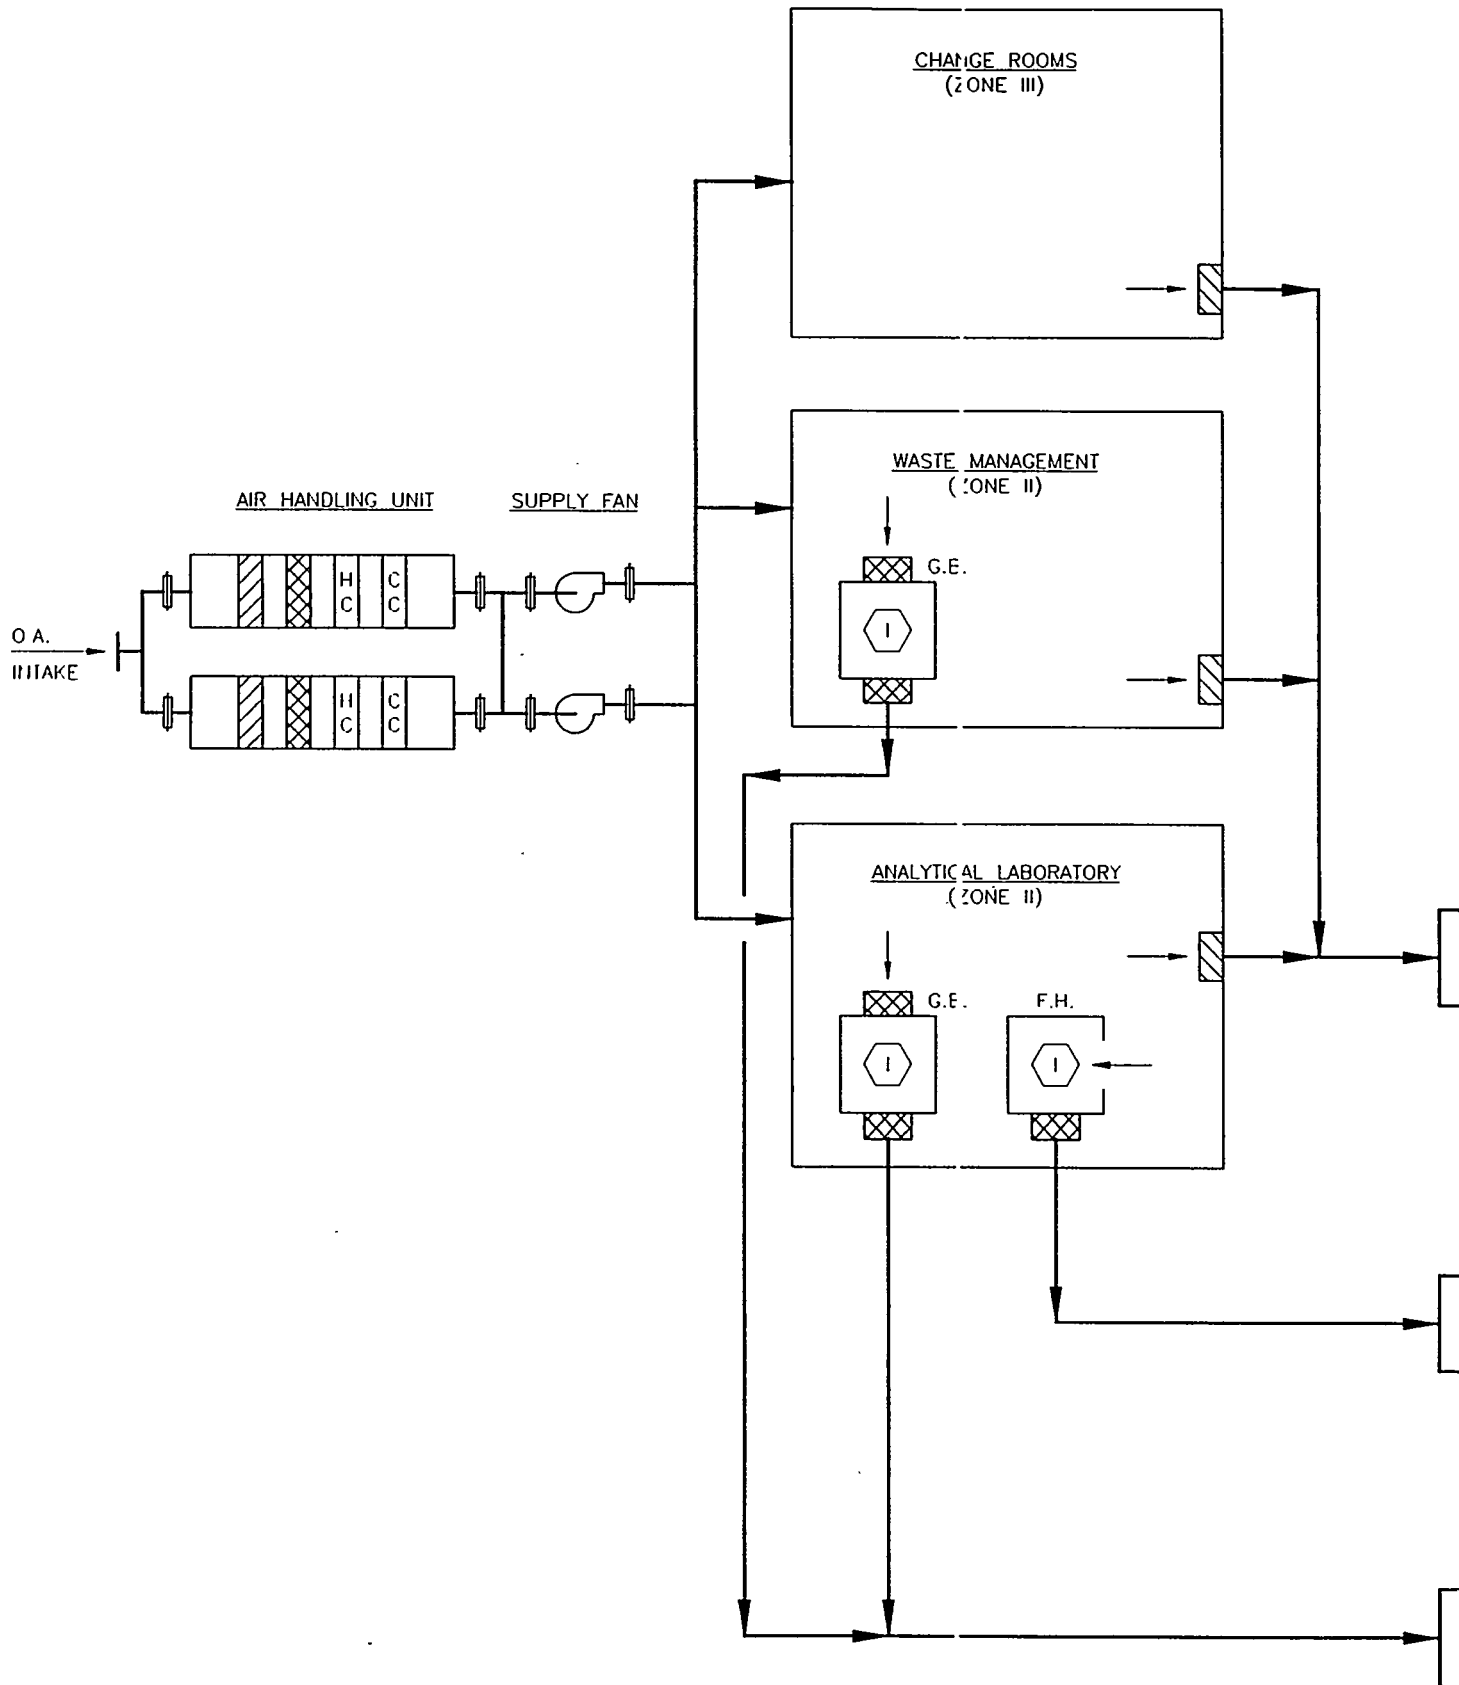 CHANGE ROOMS
(ZONE III)
WASTE MANAGEMENT
(ZONE II)
AIR HANDLING UNIT
SUPPLY FAN
G.E.
H
C
C
C
I
O.A.
INTAKE
H
C
C
C
ANALYTICAL LABORATORY
(ZONE II)
G.E.
F.H.
I
I